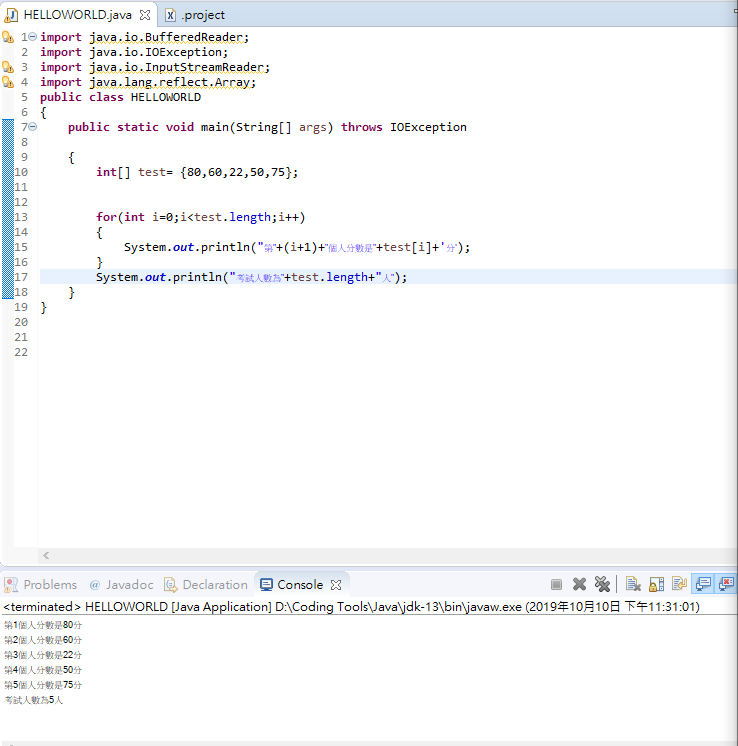 HELLOWORLD.java .project
1 import java.io.BufferedReader;
2 import java.io.IOException;
3 import java.io.InputStreamReader;
4 import java.lang.reflect.Array;
5 public class HELLOWORLD
6 {
7 public static void main(String[] args) throws IOException
8
9 {
10 int[] test= {80,60,22,50,75};
11
12
13 for(int i=0;i<test.length;i++)
14 {
15 System.out.println("第"+(i+1)+"個人分數是"+test[i]+'分');
16 }
17 System.out.println("考試人數為"+test.length+"人");
18 }
19 }
20
21
22
Problems @ Javadoc Declaration Console
<terminated> HELLOWORLD [Java Application] D:\Coding Tools\Java\jdk-13\bin\javaw.exe (2019年10月10日 下午11:31:01)
第1個人分數是80分
第2個人分數是60分
第3個人分數是22分
第4個人分數是50分
第5個人分數是75分
考試人數為5人